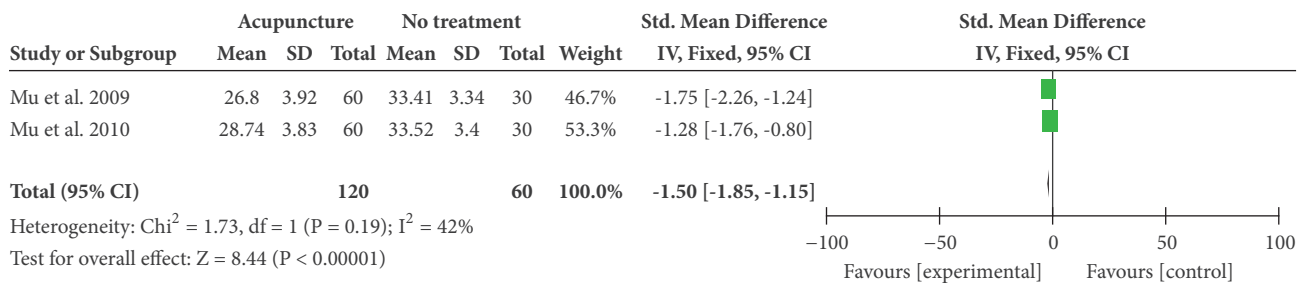 Acupuncture No treatment Std. Mean Difference Std. Mean Difference
Study or Subgroup Mean SD Total Mean SD Total Weight IV, Fixed, 95% CI IV, Fixed, 95% CI
Mu et al. 2009 26.8 3.92 60 33.41 3.34 30 46.7% -1.75 [-2.26, -1.24]
Mu et al. 2010 28.74 3.83 60 33.52 3.4 30 53.3% -1.28 [-1.76, -0.80]
Total (95% CI) 120 60 100.0% -1.50 [-1.85, -1.15]
Heterogeneity: Chi² = 1.73, df = 1 (P = 0.19); I² = 42%
Test for overall effect: Z = 8.44 (P < 0.00001)
−100 −50 0 50 100
Favours [experimental] Favours [control]